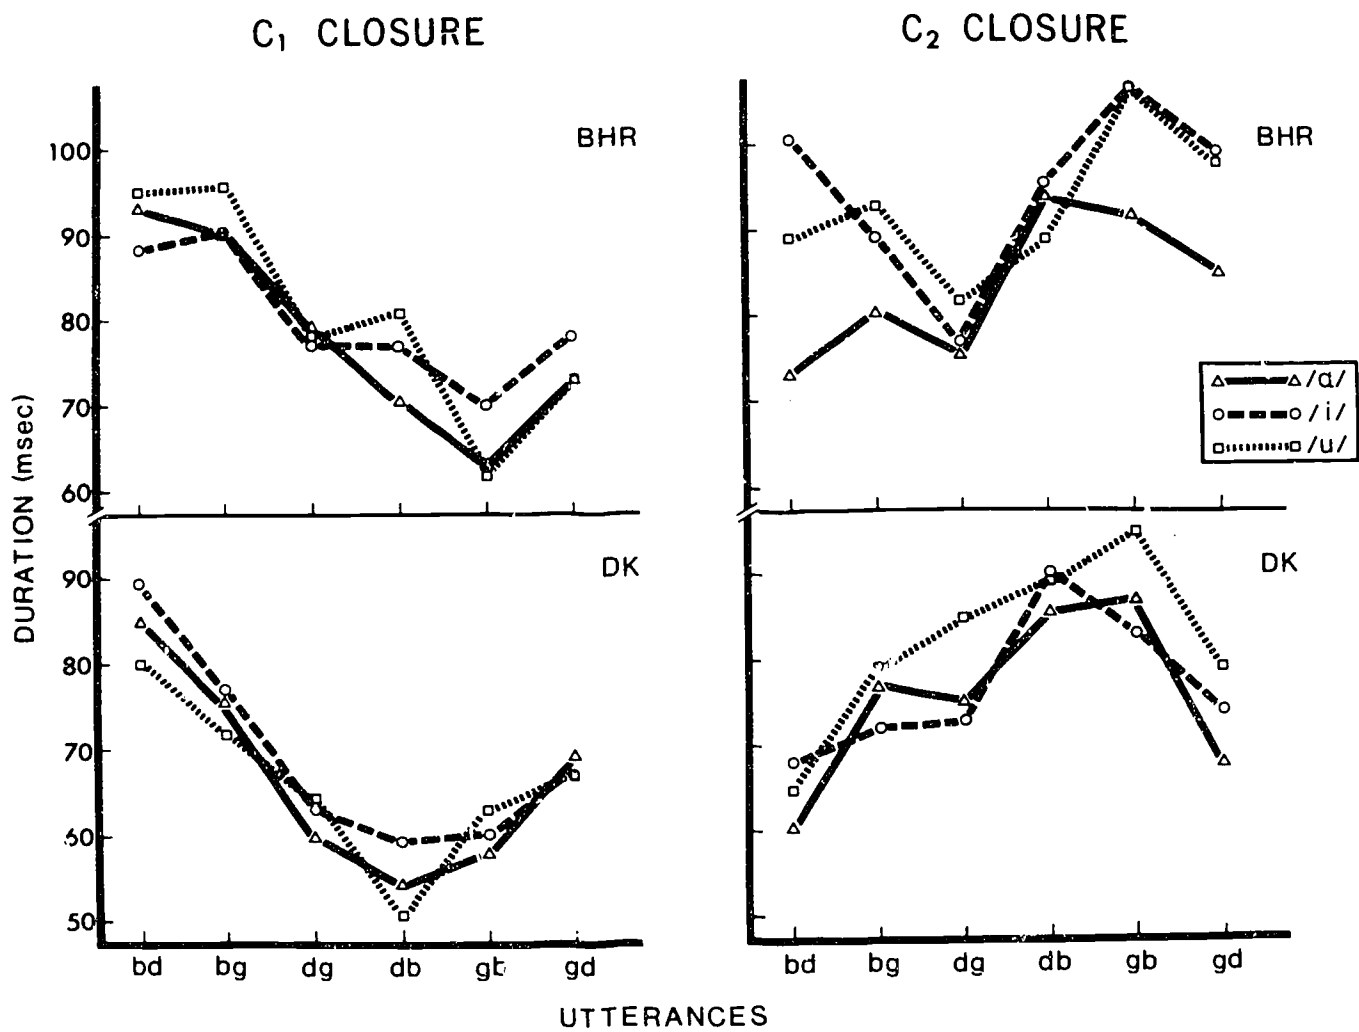 C₁ CLOSURE
C₂ CLOSURE
BHR
BHR
100
90
80
70
60
/a/
/i/
/u/
DK
DK
90
80
70
60
50
DURATION (msec)
bd bg dg db gb gd
bd bg dg db gb gd
UTTERANCES